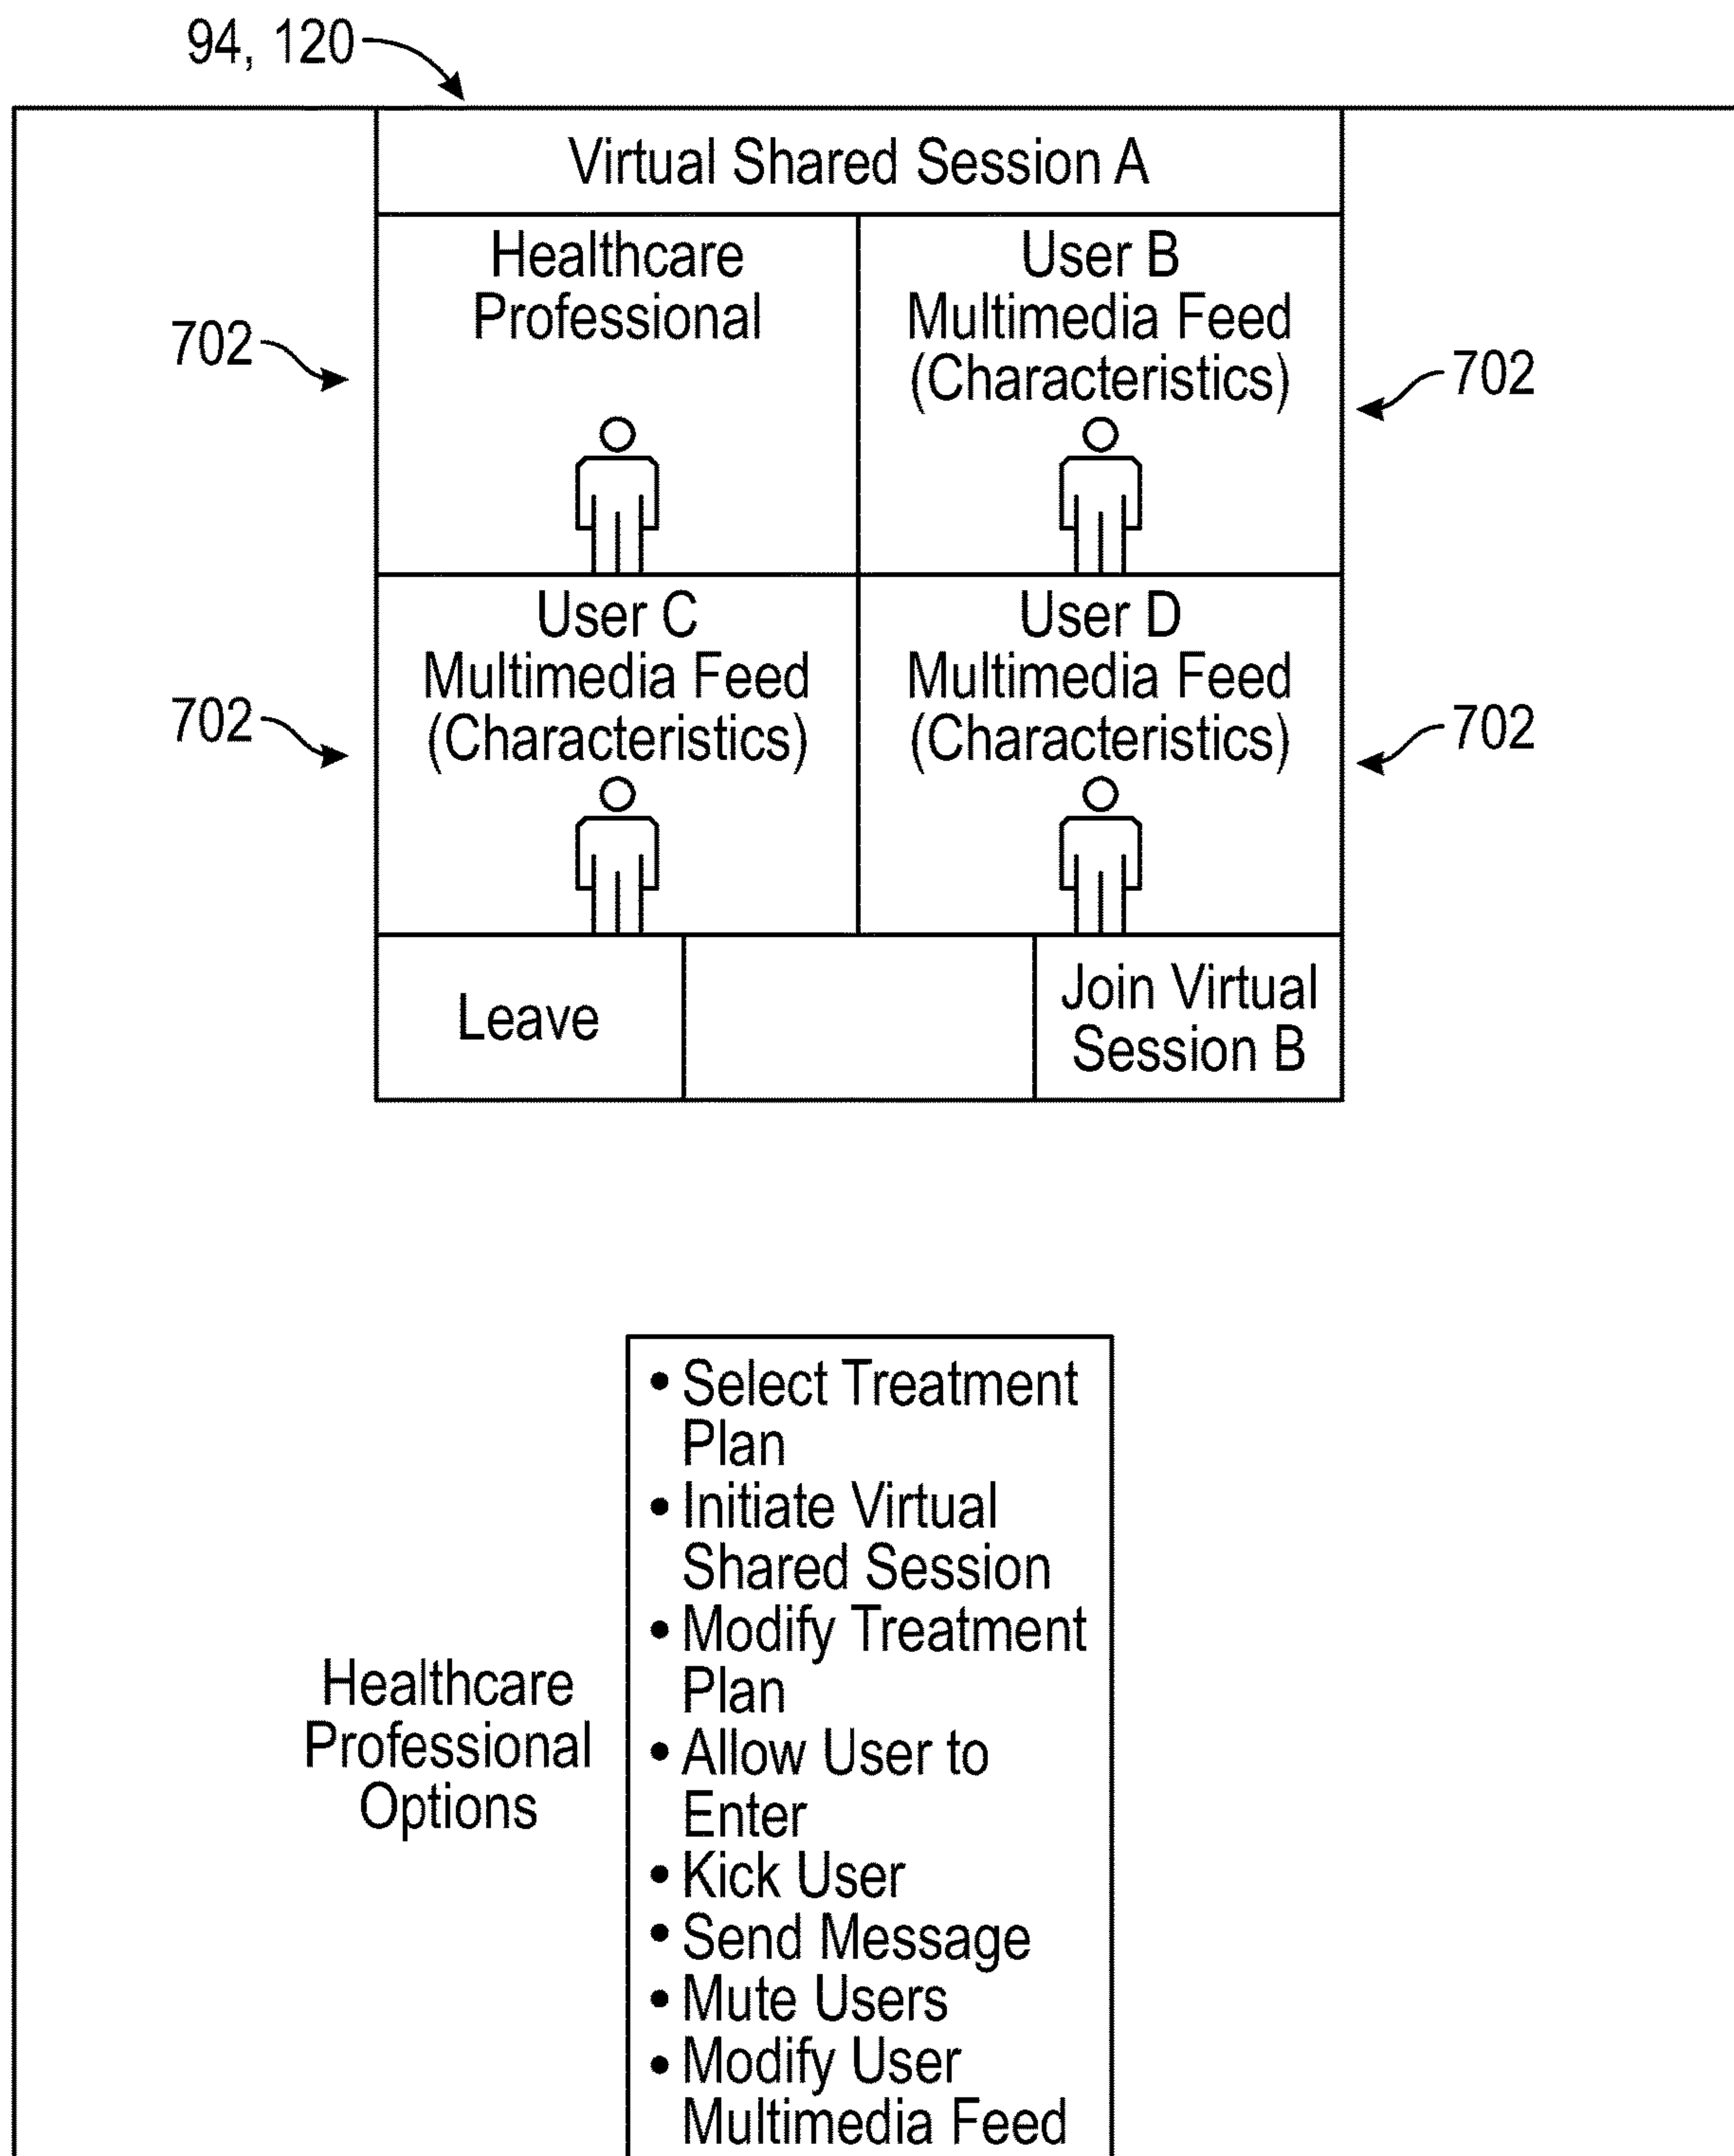 94, 120
Virtual Shared Session A
Healthcare
Professional
User B
Multimedia Feed
(Characteristics)
702
702
User C
Multimedia Feed
(Characteristics)
User D
Multimedia Feed
(Characteristics)
702
702
Leave
Join Virtual
Session B
Healthcare
Professional
Options
• Select Treatment
Plan
• Initiate Virtual
Shared Session
• Modify Treatment
Plan
• Allow User to
Enter
• Kick User
• Send Message
• Mute Users
• Modify User
Multimedia Feed